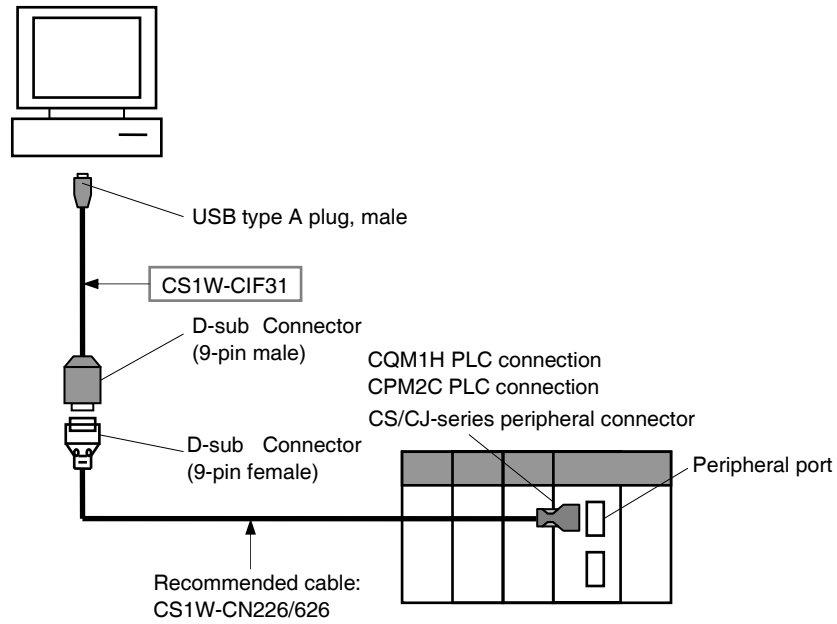 USB type A plug, male
CS1W-CIF31
D-sub Connector
(9-pin male)
CQM1H PLC connection
CPM2C PLC connection
CS/CJ-series peripheral connector
D-sub Connector
(9-pin female)
Peripheral port
Recommended cable:
CS1W-CN226/626